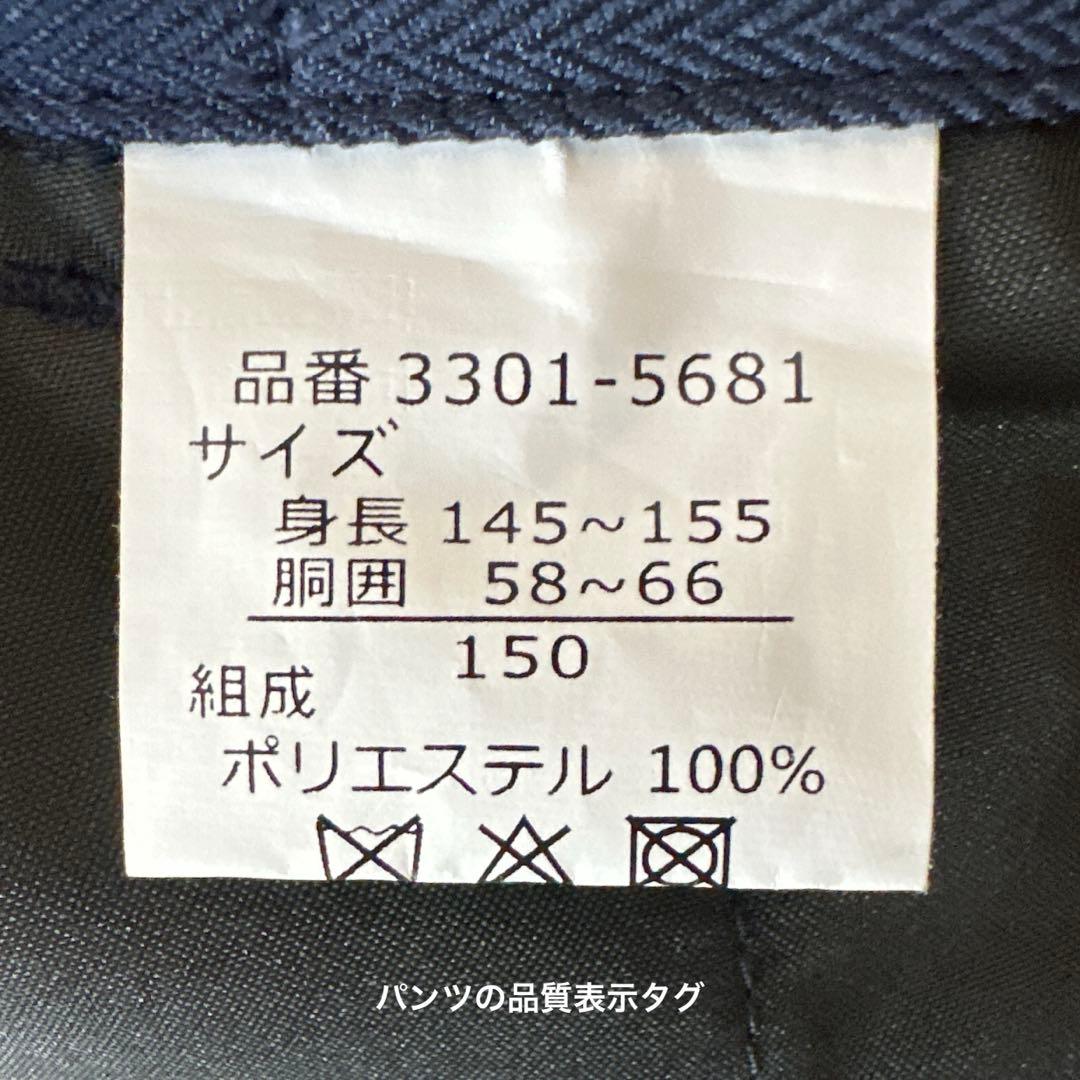 品番 3301-5681
サイズ
身長 145~155
胴囲 58~66
150
組成
ポリエステル 100%
パンツの品質表示タグ